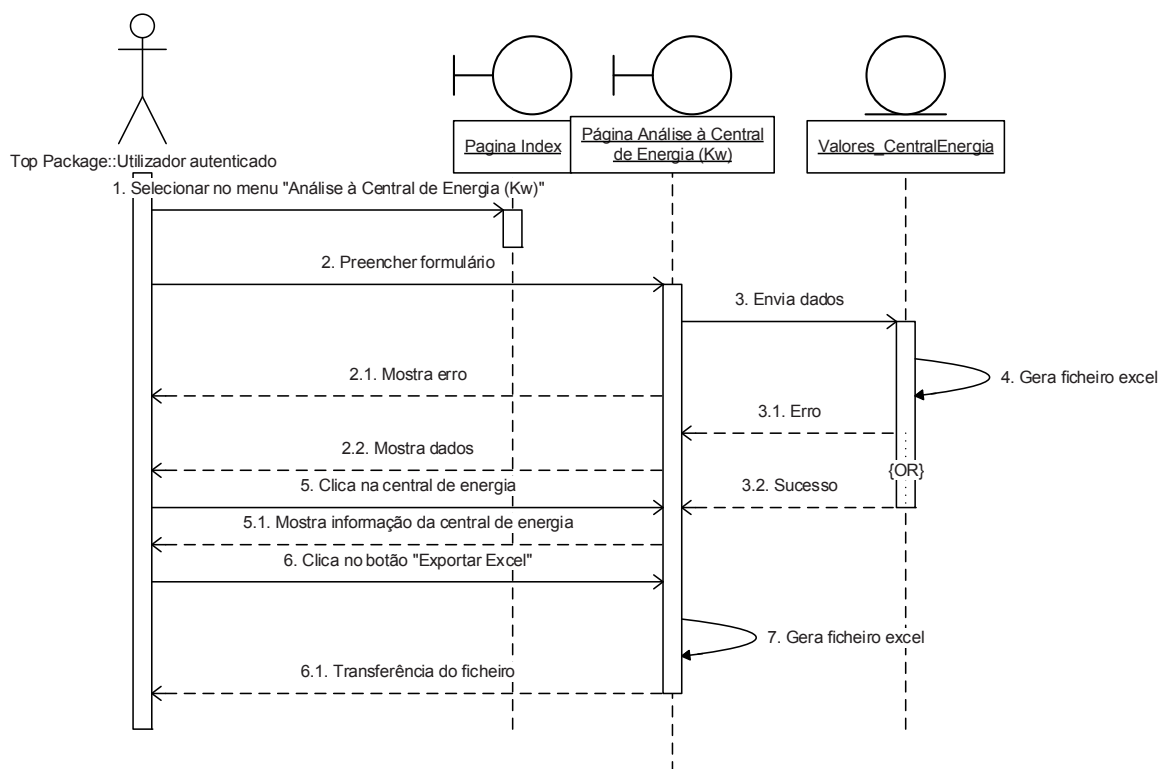 Pagina Index
Página Análise à Central
de Energia (Kw)
Valores_CentralEnergia
Top Package::Utilizador autenticado
1. Selecionar no menu "Análise à Central de Energia (Kw)"
2. Preencher formulário
3. Envia dados
2.1. Mostra erro
4. Gera ficheiro excel
3.1. Erro
2.2. Mostra dados
{OR}
5. Clica na central de energia
3.2. Sucesso
5.1. Mostra informação da central de energia
6. Clica no botão "Exportar Excel"
7. Gera ficheiro excel
6.1. Transferência do ficheiro